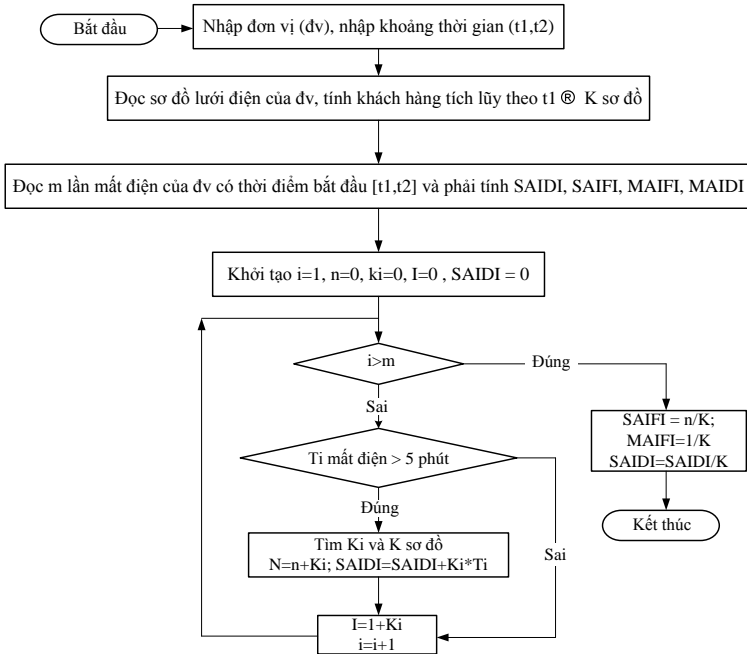 Bắt đầu
Nhập đơn vị (đv), nhập khoảng thời gian (t1,t2)
Đọc sơ đồ lưới điện của đv, tính khách hàng tích lũy theo t1 ® K sơ đồ
Đọc m lần mất điện của đv có thời điểm bắt đầu [t1,t2] và phải tính SAIDI, SAIFI, MAIFI, MAIDI
Khởi tạo i=1, n=0, ki=0, I=0 , SAIDI = 0
i>m
Đúng
Sai
SAIFI = n/K;
MAIFI=1/K
SAIDI=SAIDI/K
Ti mất điện > 5 phút
Đúng
Kết thúc
Tìm Ki và K sơ đồ
N=n+Ki; SAIDI=SAIDI+Ki*Ti
Sai
I=1+Ki
i=i+1